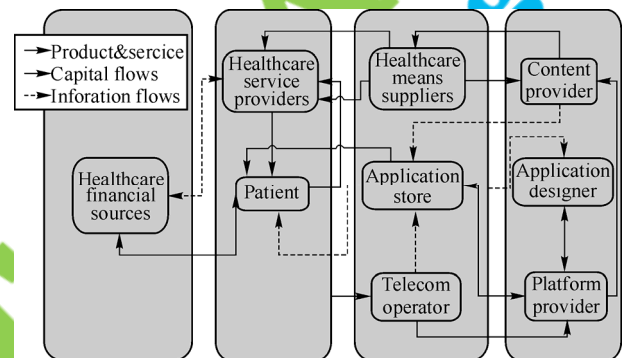 Product&sercice
Capital flows
Inforation flows
Healthcare
financial
sources
Healthcare
service
providers
Patient
Healthcare
means
suppliers
Application
store
Telecom
operator
Content
provider
Application
designer
Platform
provider